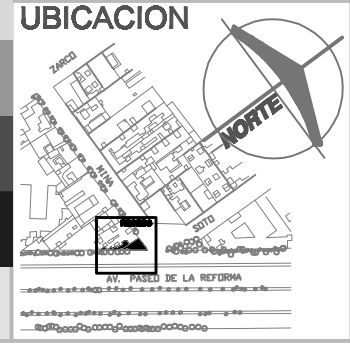 UBICACION
ZARCO
NORTE
MINA
SOTO
AV. PASEO DE LA REFORMA